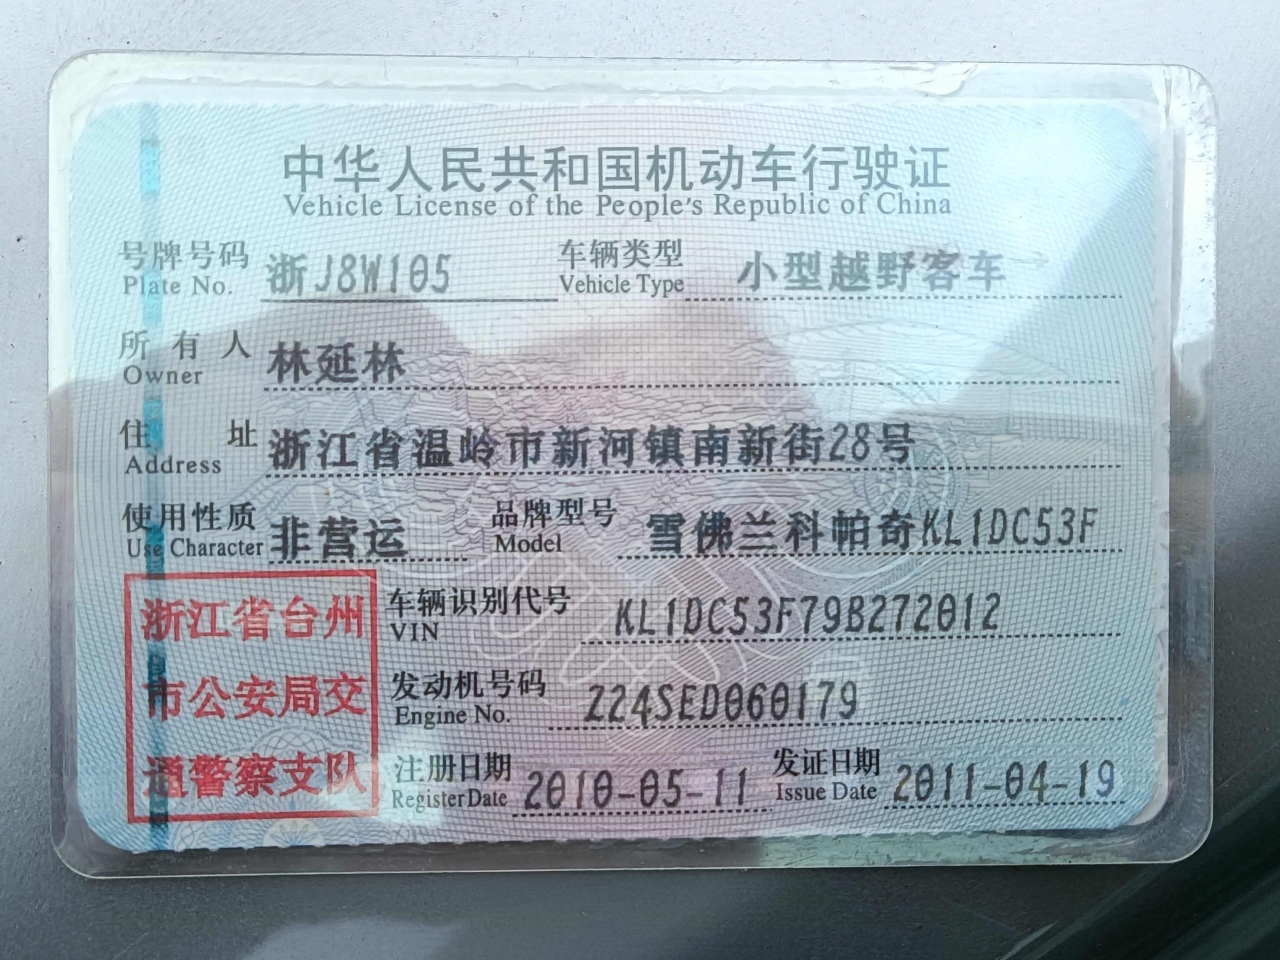 中华人民共和国机动车行驶证
Vehicle License of the People's Republic of China
号牌号码 浙J8W105 车辆类型 小型越野客车
Plate No. Vehicle Type
所有人 林延林
Owner
住址 浙江省温岭市新河镇南新街28号
Address
使用性质 非营运 品牌型号 雪佛兰科帕奇KL1DC53F
Use Character Model
浙江省台州
市公安局交
通警察支队
车辆识别代号 KL1DC53F79B272012
VIN
发动机号码 Z24SED060179
Engine No.
注册日期 2010-05-11 发证日期 2011-04-19
Register Date Issue Date